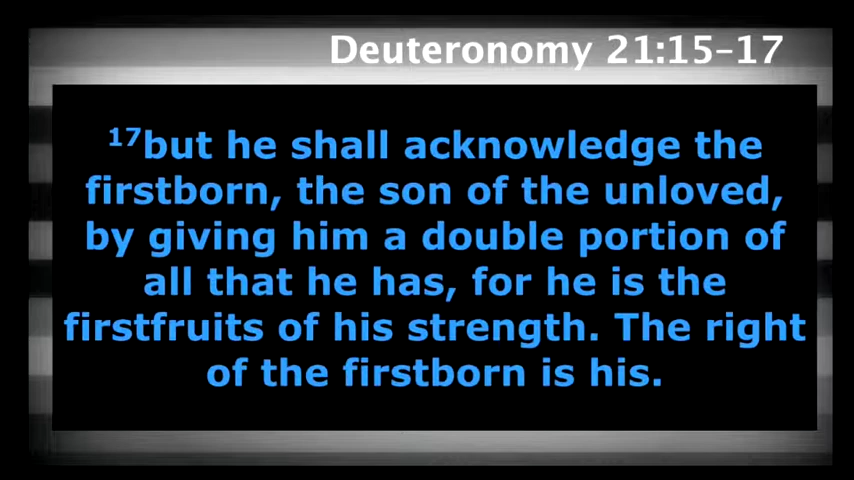 Deuteronomy 21:15–17
17but he shall acknowledge the
firstborn, the son of the unloved,
by giving him a double portion of
all that he has, for he is the
firstfruits of his strength. The right
of the firstborn is his.